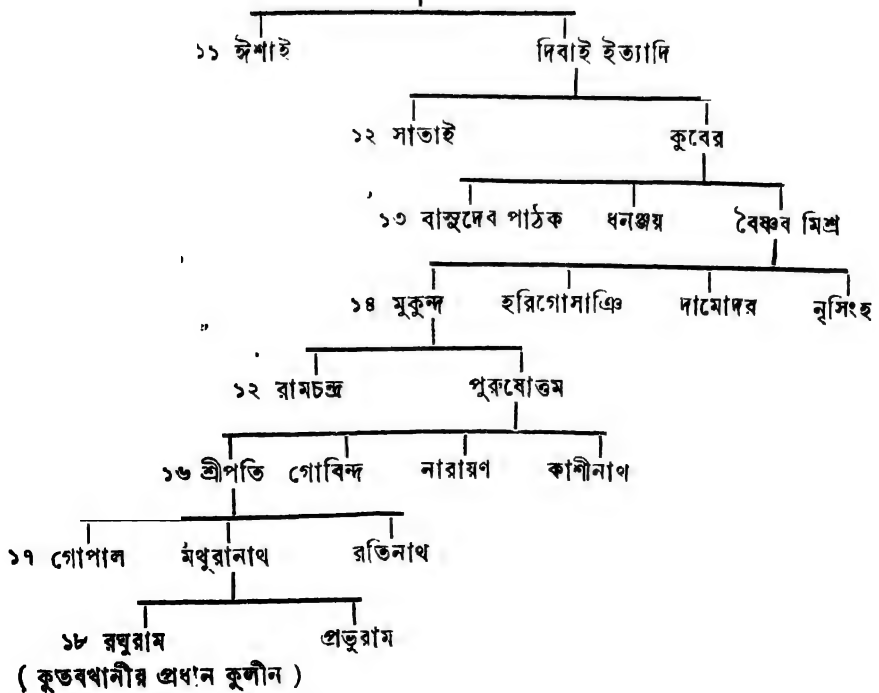 ১১ ঈশাই দিবাই ইত্যাদি
১২ সাতাই কুবের
১৩ বাসুদেব পাঠক ধনঞ্জয় বৈষ্ণব মিশ্র
১৪ মুকুন্দ হরিগোসাঞি দামোদর নৃসিংহ
১২ রামচন্দ্র পুরুষোত্তম
১৬ শ্রীপতি গোবিন্দ নারায়ণ কাশীনাথ
১৭ গোপাল মথুরানাথ রতিনাথ
১৮ রঘুরাম প্রভুরাম
( কুতবখানীর প্রধান কুলীন )